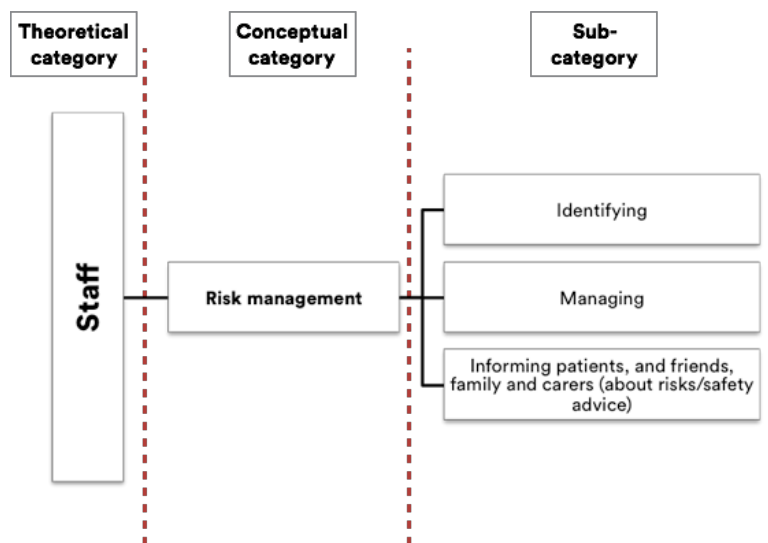 Theoretical
category
Conceptual
category
Sub-
category
Staff
Risk management
Identifying
Managing
Informing patients, and friends,
family and carers (about risks/safety
advice)